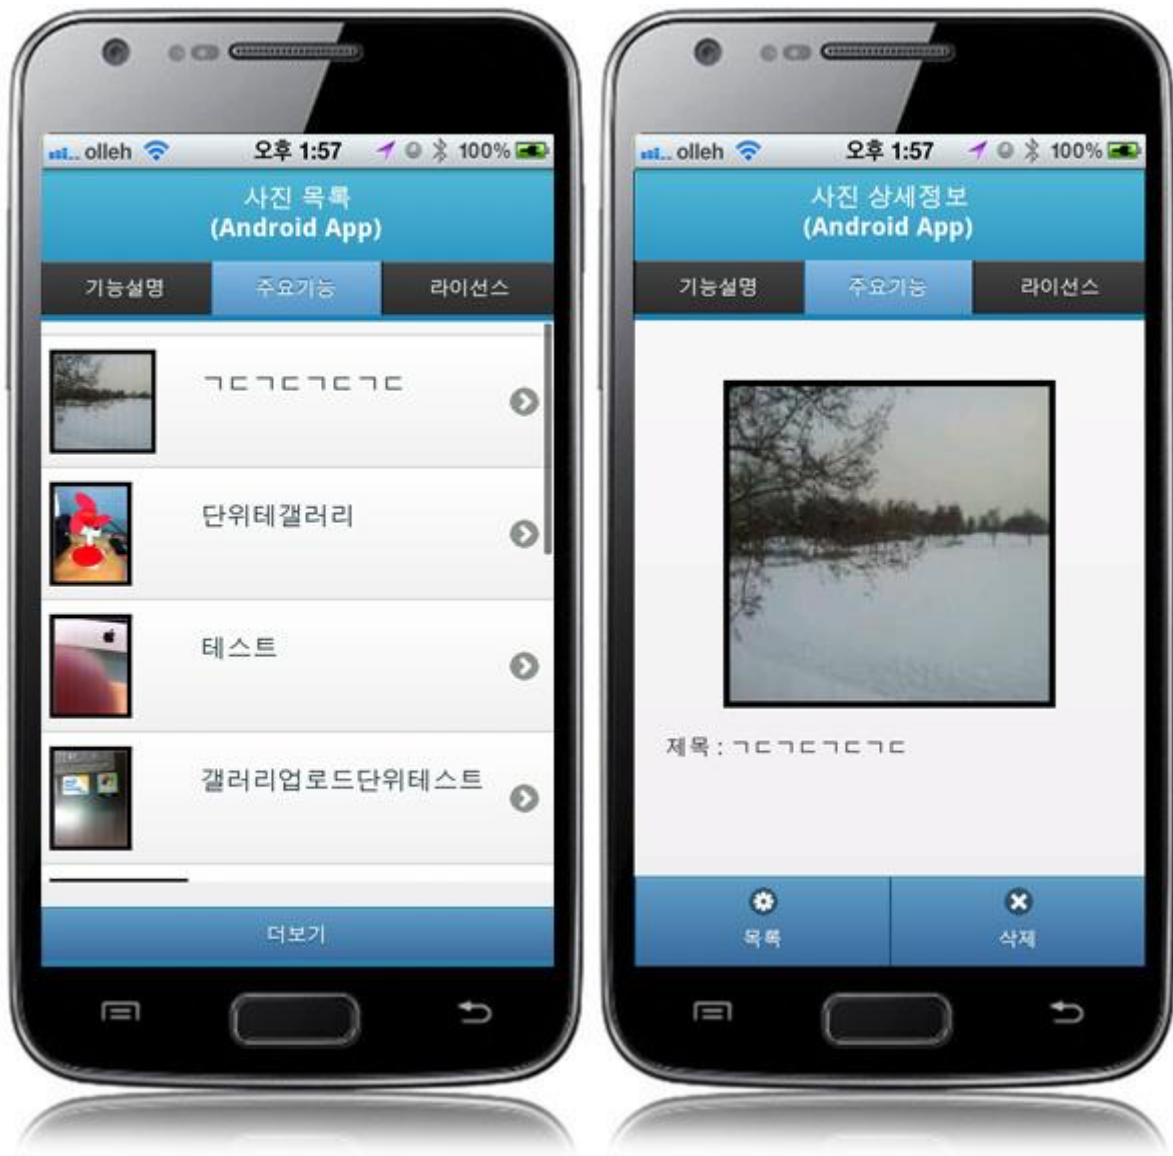 olleh 오후 1:57 100%
사진 목록
(Android App)
기능설명 주요기능 라이선스
ㄱㄷㄱㄷㄱㄷㄱㄷ
단위테갤러리
테스트
갤러리업로드단위테스트
더보기
olleh 오후 1:57 100%
사진 상세정보
(Android App)
기능설명 주요기능 라이선스
제목 : ㄱㄷㄱㄷㄱㄷㄱㄷ
목록 삭제